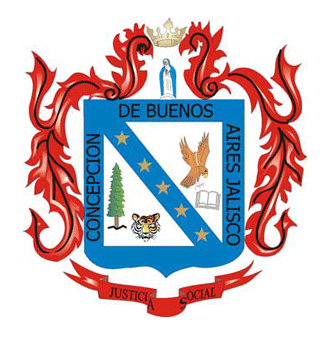 CONCEPCION
DE BUENOS
AIRES JALISCO
JUSTICIA SOCIAL